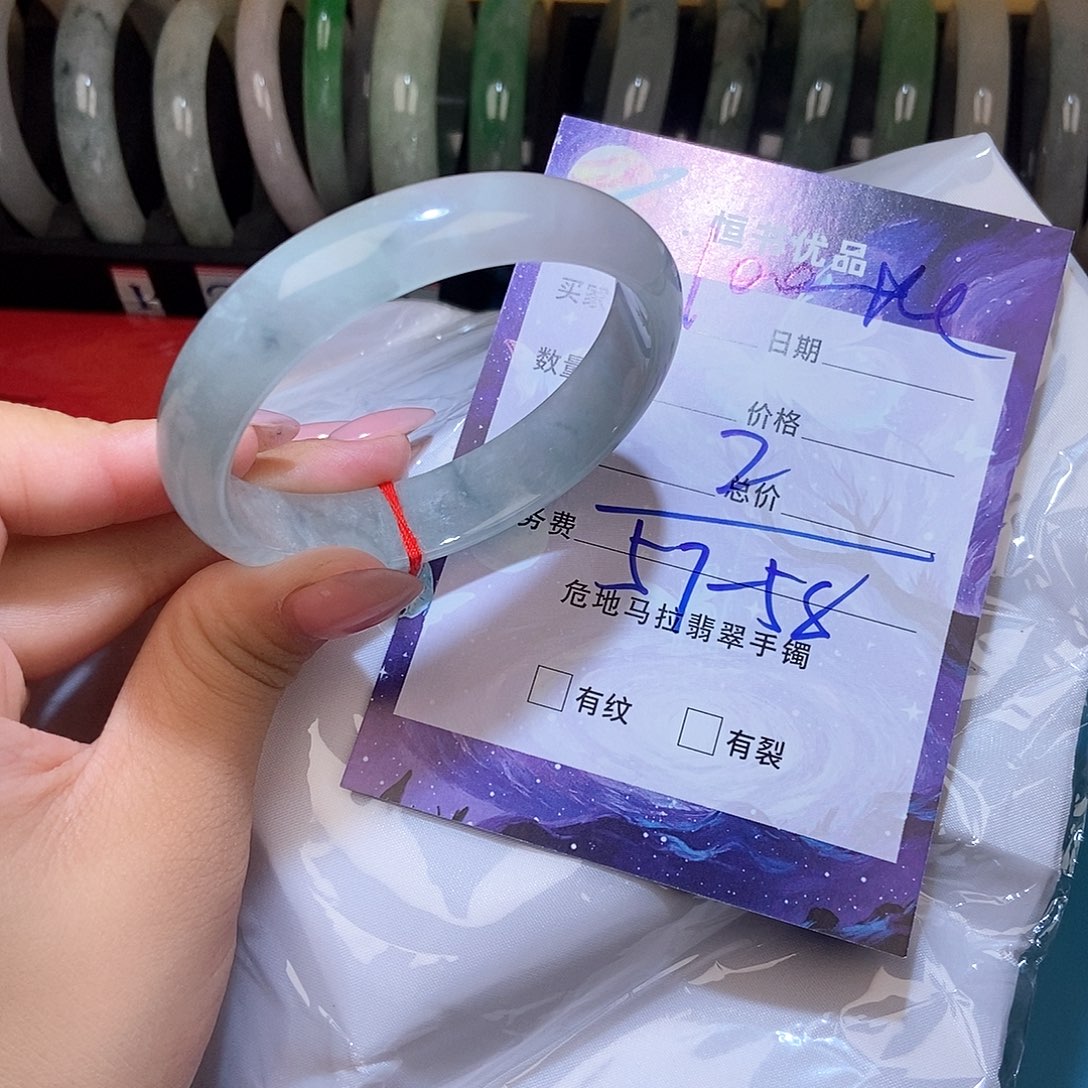 恒 优品
买
日期
数量
价格
2
总价
务费
57-58
危地马拉翡翠手镯
有纹 有裂